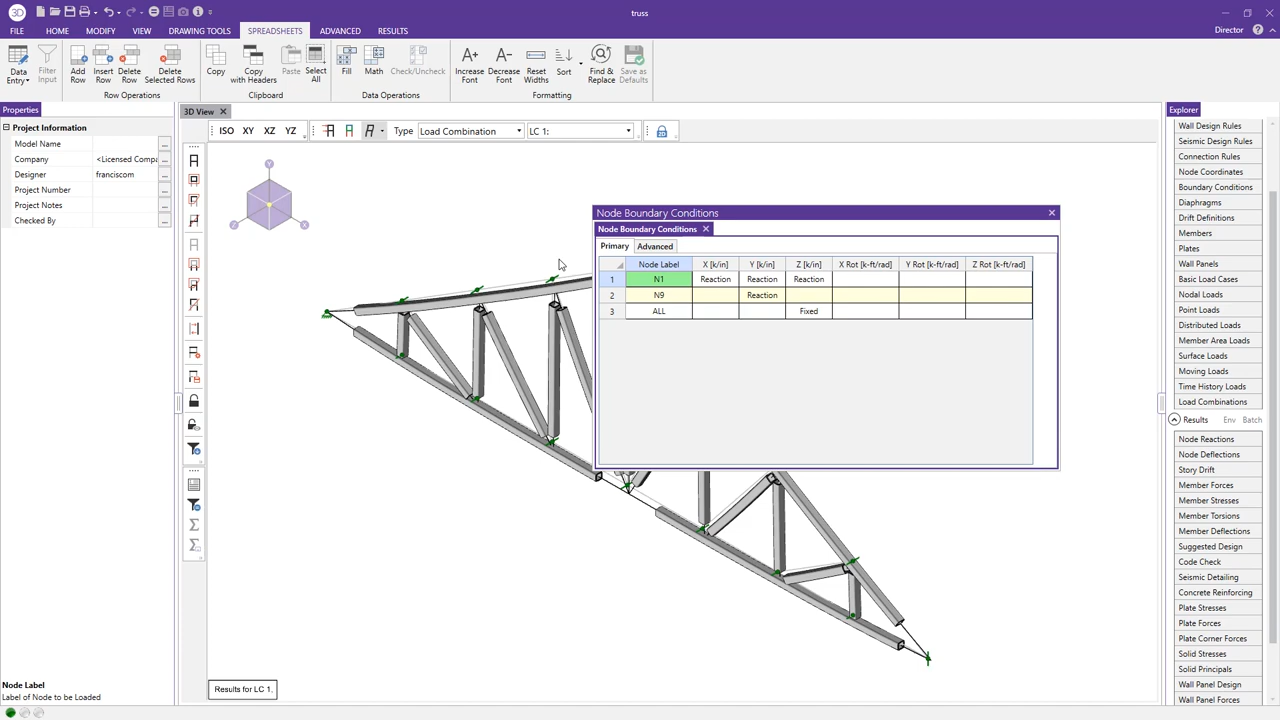 3D
truss
FILE HOME MODIFY VIEW DRAWING TOOLS SPREADSHEETS ADVANCED RESULTS Director
Data Entry Filter Input Add Row Insert Row Delete Row Delete Selected Rows Copy Copy with Headers Paste Select All Fill Math Check/Uncheck Increase Font Decrease Font Reset Widths Sort Find & Replace Save as Defaults
Row Operations Clipboard Data Operations Formatting
Properties
Project Information
Model Name ...
Company <Licensed Compa ...
Designer franciscom ...
Project Number ...
Project Notes ...
Checked By ...
Node Label
Label of Node to be Loaded
3D View
ISO XY XZ YZ Type Load Combination LC 1:
Y
Z X
Node Boundary Conditions
Node Boundary Conditions
Primary Advanced
Node Label X [k/in] Y [k/in] Z [k/in] X Rot [k-ft/rad] Y Rot [k-ft/rad] Z Rot [k-ft/rad]
1 N1 Reaction Reaction Reaction
2 N9 Reaction
3 ALL Fixed
Results for LC 1,
Explorer
Wall Design Rules
Seismic Design Rules
Connection Rules
Node Coordinates
Boundary Conditions
Diaphragms
Drift Definitions
Members
Plates
Wall Panels
Basic Load Cases
Nodal Loads
Point Loads
Distributed Loads
Member Area Loads
Surface Loads
Moving Loads
Time History Loads
Load Combinations
Results Env Batch
Node Reactions
Node Deflections
Story Drift
Member Forces
Member Stresses
Member Torsions
Member Deflections
Suggested Design
Code Check
Seismic Detailing
Concrete Reinforcing
Plate Stresses
Plate Forces
Plate Corner Forces
Solid Stresses
Solid Principals
Wall Panel Design
Wall Panel Forces